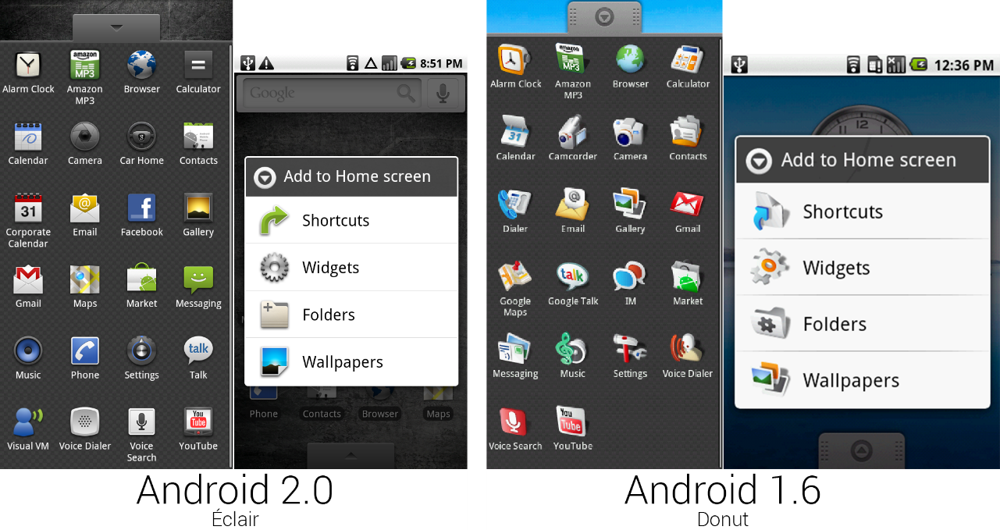 Alarm Clock
amazon
MP3
Amazon
MP3
Browser
Calculator
Calendar
Camera
Car Home
Contacts
31
Corporate
Calendar
Email
Facebook
Gallery
Gmail
Maps
Market
Messaging
Music
Phone
Settings
talk
Talk
Visual VM
Voice Dialer
Voice
Search
You
Tube
YouTube
8:51 PM
Google
Add to Home screen
Shortcuts
Widgets
Folders
Wallpapers
Phone
Contacts
Browser
Maps
Android 2.0
Éclair
Alarm Clock
amazon
MP3
Amazon
MP3
Browser
Calculator
31
Calendar
Camcorder
Camera
Contacts
Dialer
Email
Gallery
Gmail
Google
Maps
talk
Google Talk
IM
Market
Messaging
Music
Settings
Voice Dialer
Voice Search
You
Tube
YouTube
12:36 PM
12
Add to Home screen
Shortcuts
Widgets
Folders
Wallpapers
Android 1.6
Donut